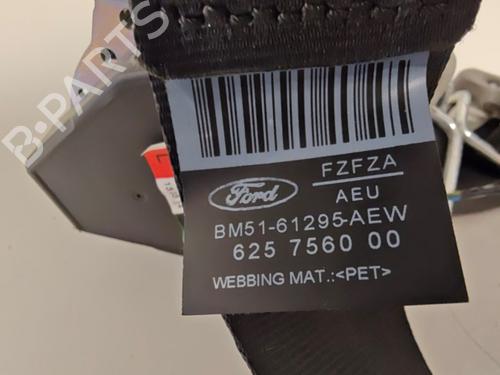 B-PARTS
FZFZA
Ford
AEU
BM51-61295-AEW
625 7560 00
WEBBING MAT.:<PET>